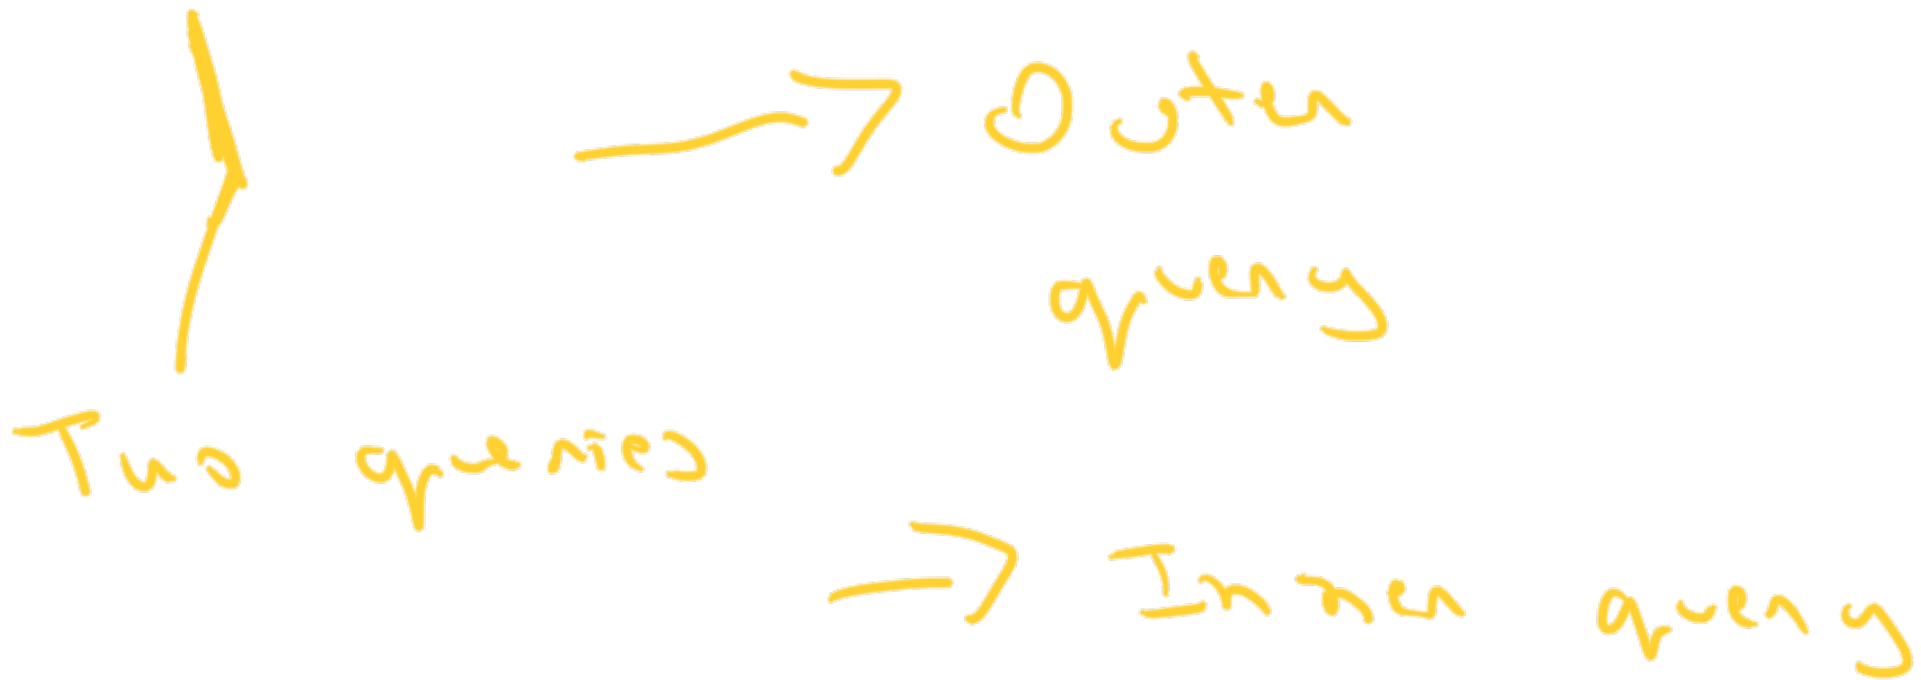 → Outer
query
Two queries
→ Inner query